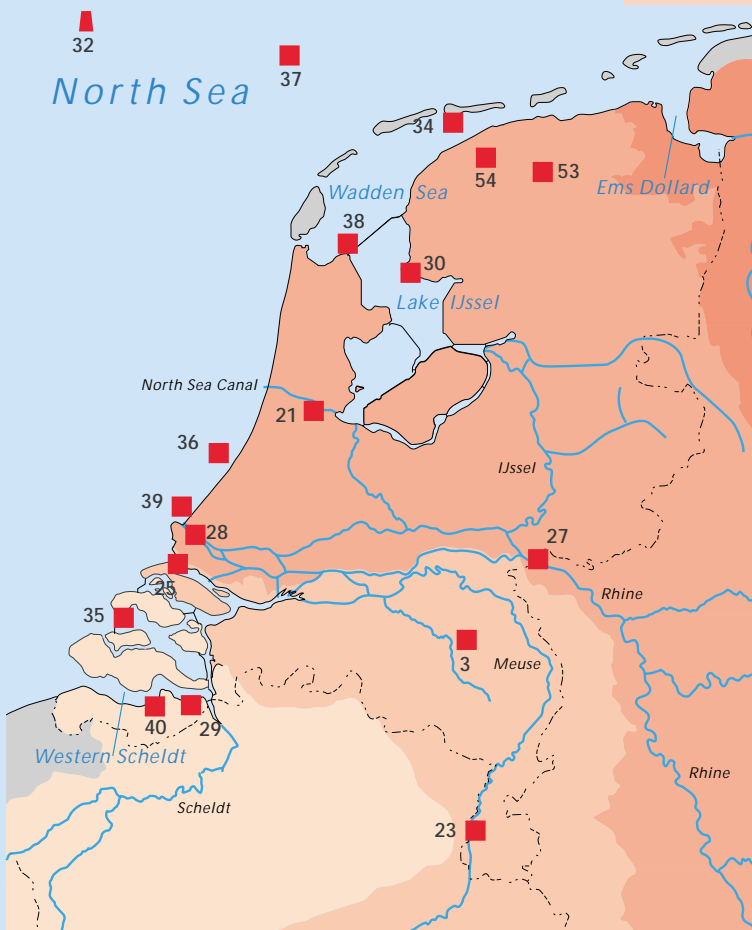 32
37
North Sea
34
54
53
Ems Dollard
Wadden Sea
38
30
Lake IJssel
North Sea Canal
21
36
IJssel
39
28
27
25
Rhine
35
3
Meuse
40
29
Western Scheldt
Rhine
Scheldt
23